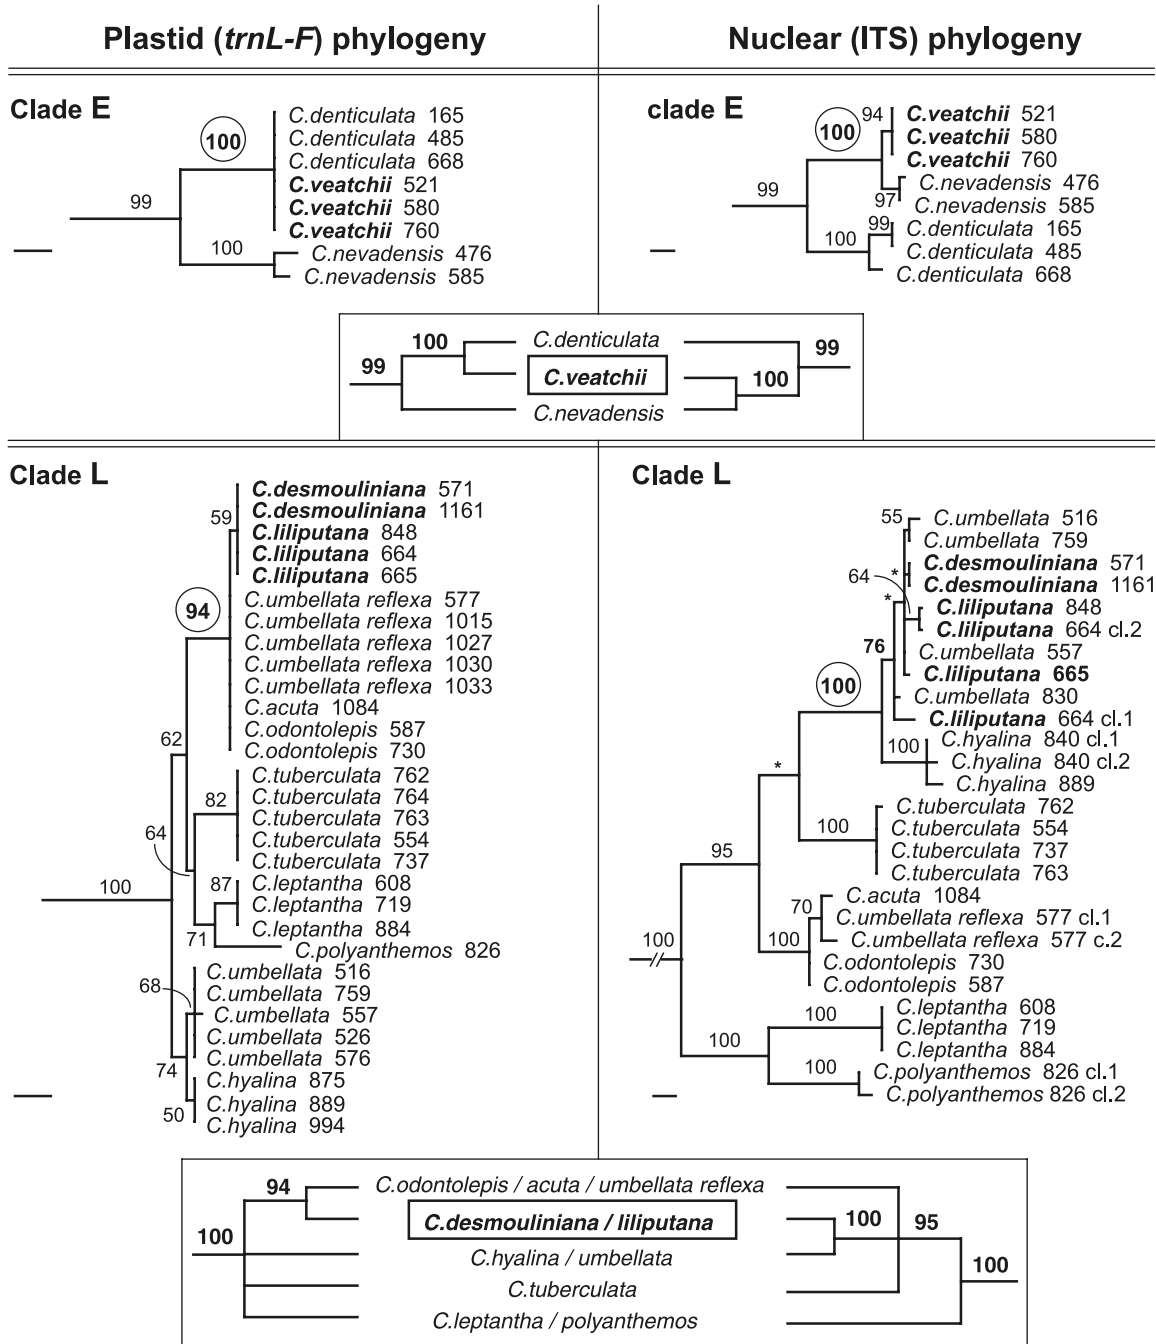 Plastid (trnL-F) phylogeny
Nuclear (ITS) phylogeny
Clade E
100
99
100
C.denticulata 165
C.denticulata 485
C.denticulata 668
C.veatchii 521
C.veatchii 580
C.veatchii 760
C.nevadensis 476
C.nevadensis 585
clade E
94
100
99
97
99
100
C.veatchii 521
C.veatchii 580
C.veatchii 760
C.nevadensis 476
C.nevadensis 585
C.denticulata 165
C.denticulata 485
C.denticulata 668
100
99
C.denticulata
C.veatchii
C.nevadensis
99
100
Clade L
59
94
62
82
64
100
87
71
68
74
50
C.desmouliniana 571
C.desmouliniana 1161
C.liliputana 848
C.liliputana 664
C.liliputana 665
C.umbellata reflexa 577
C.umbellata reflexa 1015
C.umbellata reflexa 1027
C.umbellata reflexa 1030
C.umbellata reflexa 1033
C.acuta 1084
C.odontolepis 587
C.odontolepis 730
C.tuberculata 762
C.tuberculata 764
C.tuberculata 763
C.tuberculata 554
C.tuberculata 737
C.leptantha 608
C.leptantha 719
C.leptantha 884
C.polyanthemos 826
C.umbellata 516
C.umbellata 759
C.umbellata 557
C.umbellata 526
C.umbellata 576
C.hyalina 875
C.hyalina 889
C.hyalina 994
Clade L
55
*
64
*
76
100
100
*
100
95
70
100
100
100
100
100
C.umbellata 516
C.umbellata 759
C.desmouliniana 571
C.desmouliniana 1161
C.liliputana 848
C.liliputana 664 cl.2
C.umbellata 557
C.liliputana 665
C.umbellata 830
C.liliputana 664 cl.1
C.hyalina 840 cl.1
C.hyalina 840 cl.2
C.hyalina 889
C.tuberculata 762
C.tuberculata 554
C.tuberculata 737
C.tuberculata 763
C.acuta 1084
C.umbellata reflexa 577 cl.1
C.umbellata reflexa 577 c.2
C.odontolepis 730
C.odontolepis 587
C.leptantha 608
C.leptantha 719
C.leptantha 884
C.polyanthemos 826 cl.1
C.polyanthemos 826 cl.2
94
100
C.odontolepis / acuta / umbellata reflexa
C.desmouliniana / liliputana
C.hyalina / umbellata
C.tuberculata
C.leptantha / polyanthemos
100
95
100